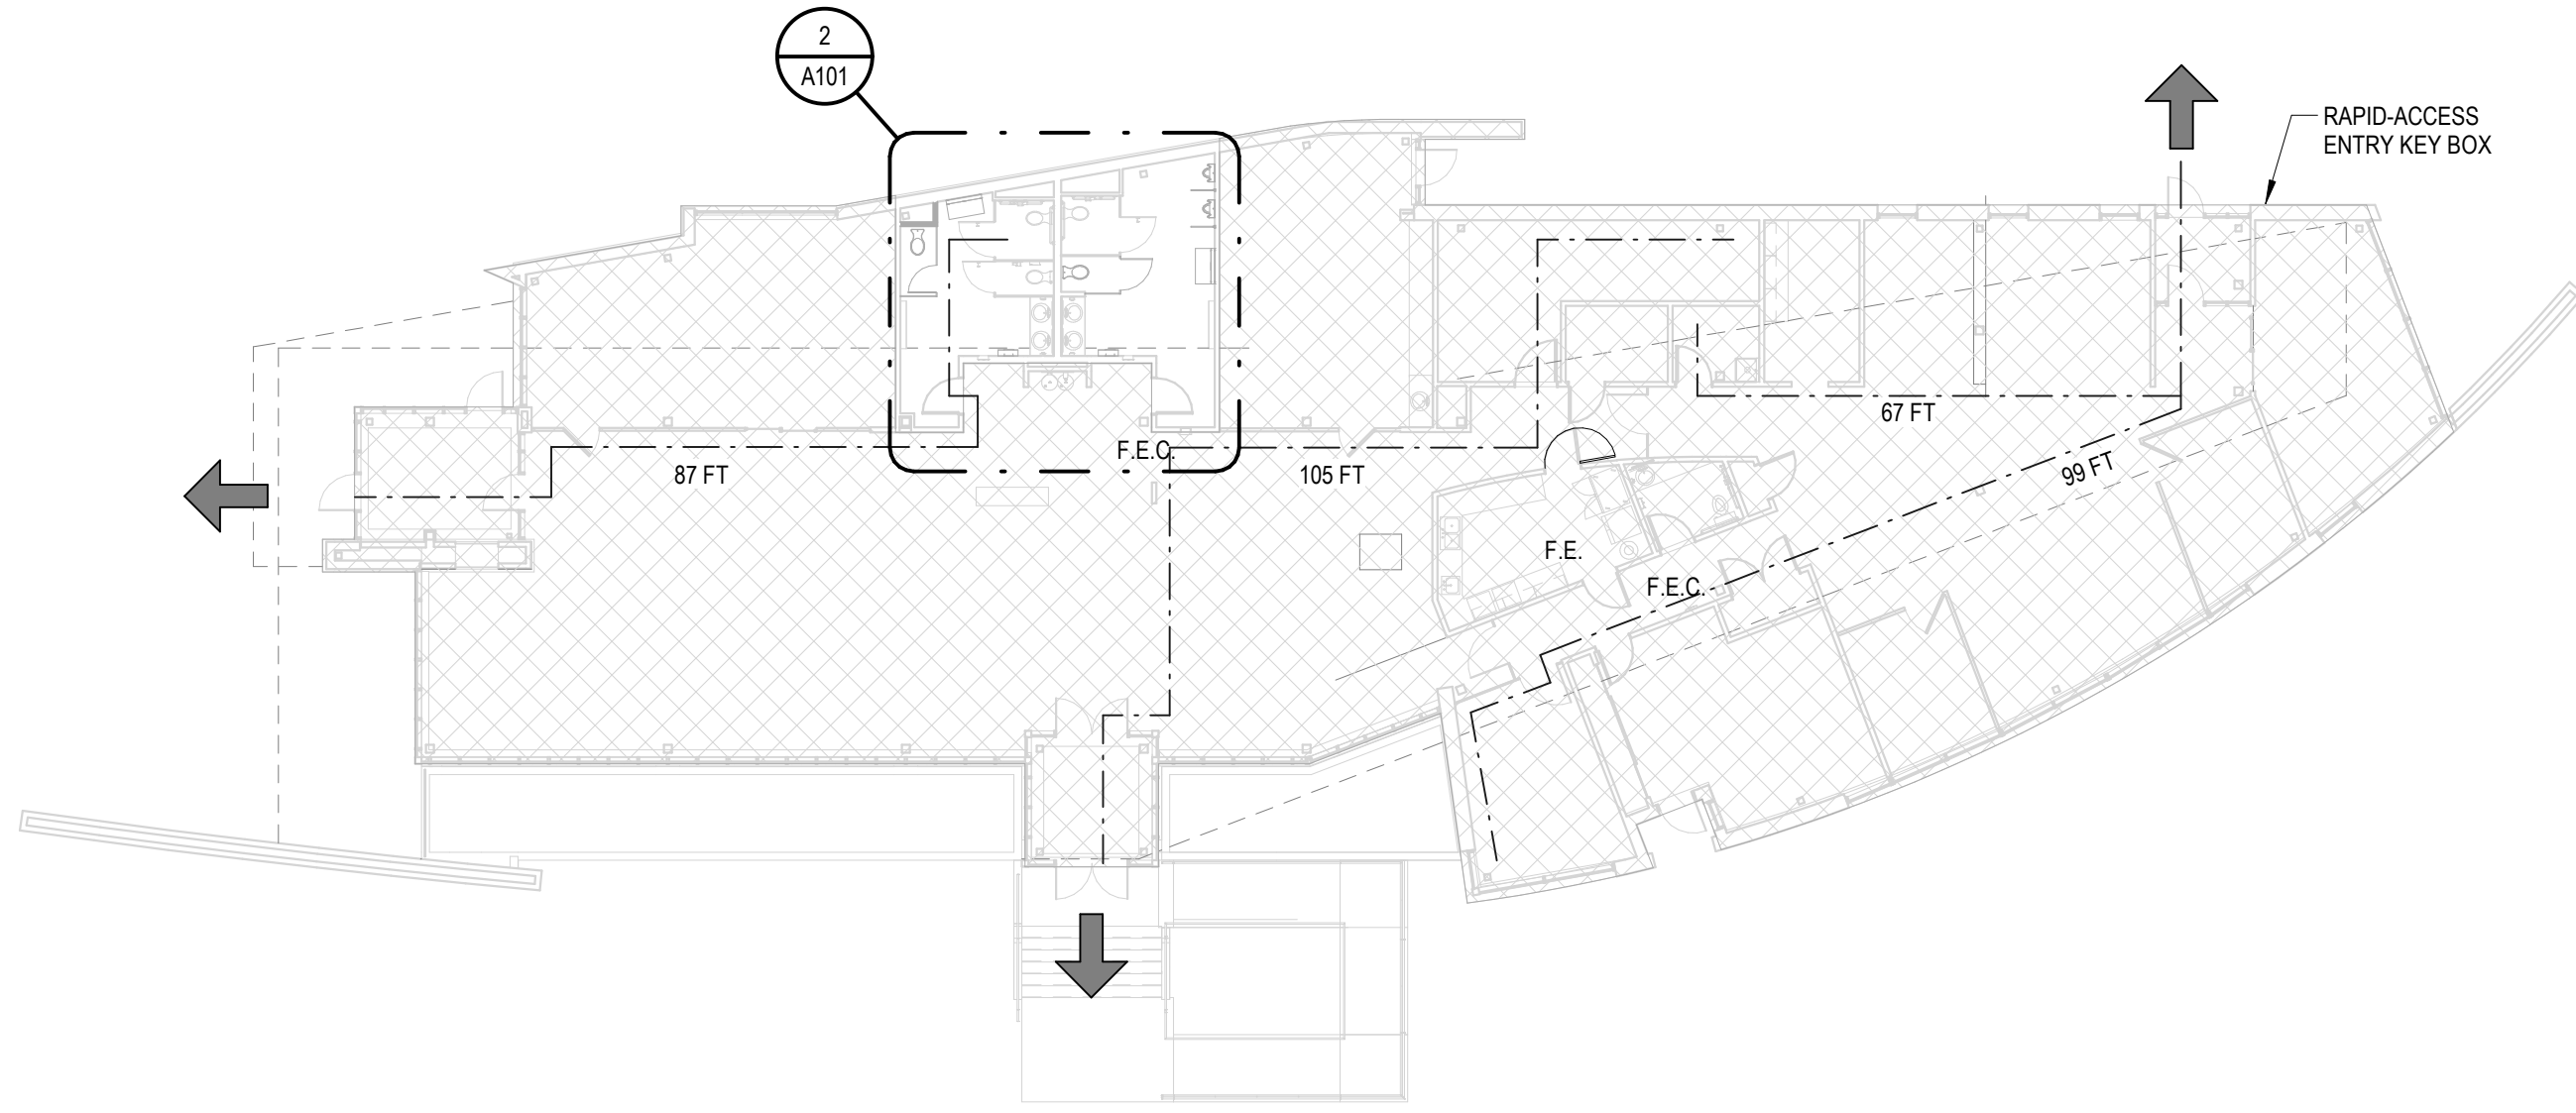 2
A101
RAPID-ACCESS
ENTRY KEY BOX
67 FT
F.E.C.
87 FT
105 FT
99 FT
F.E.
F.E.C.